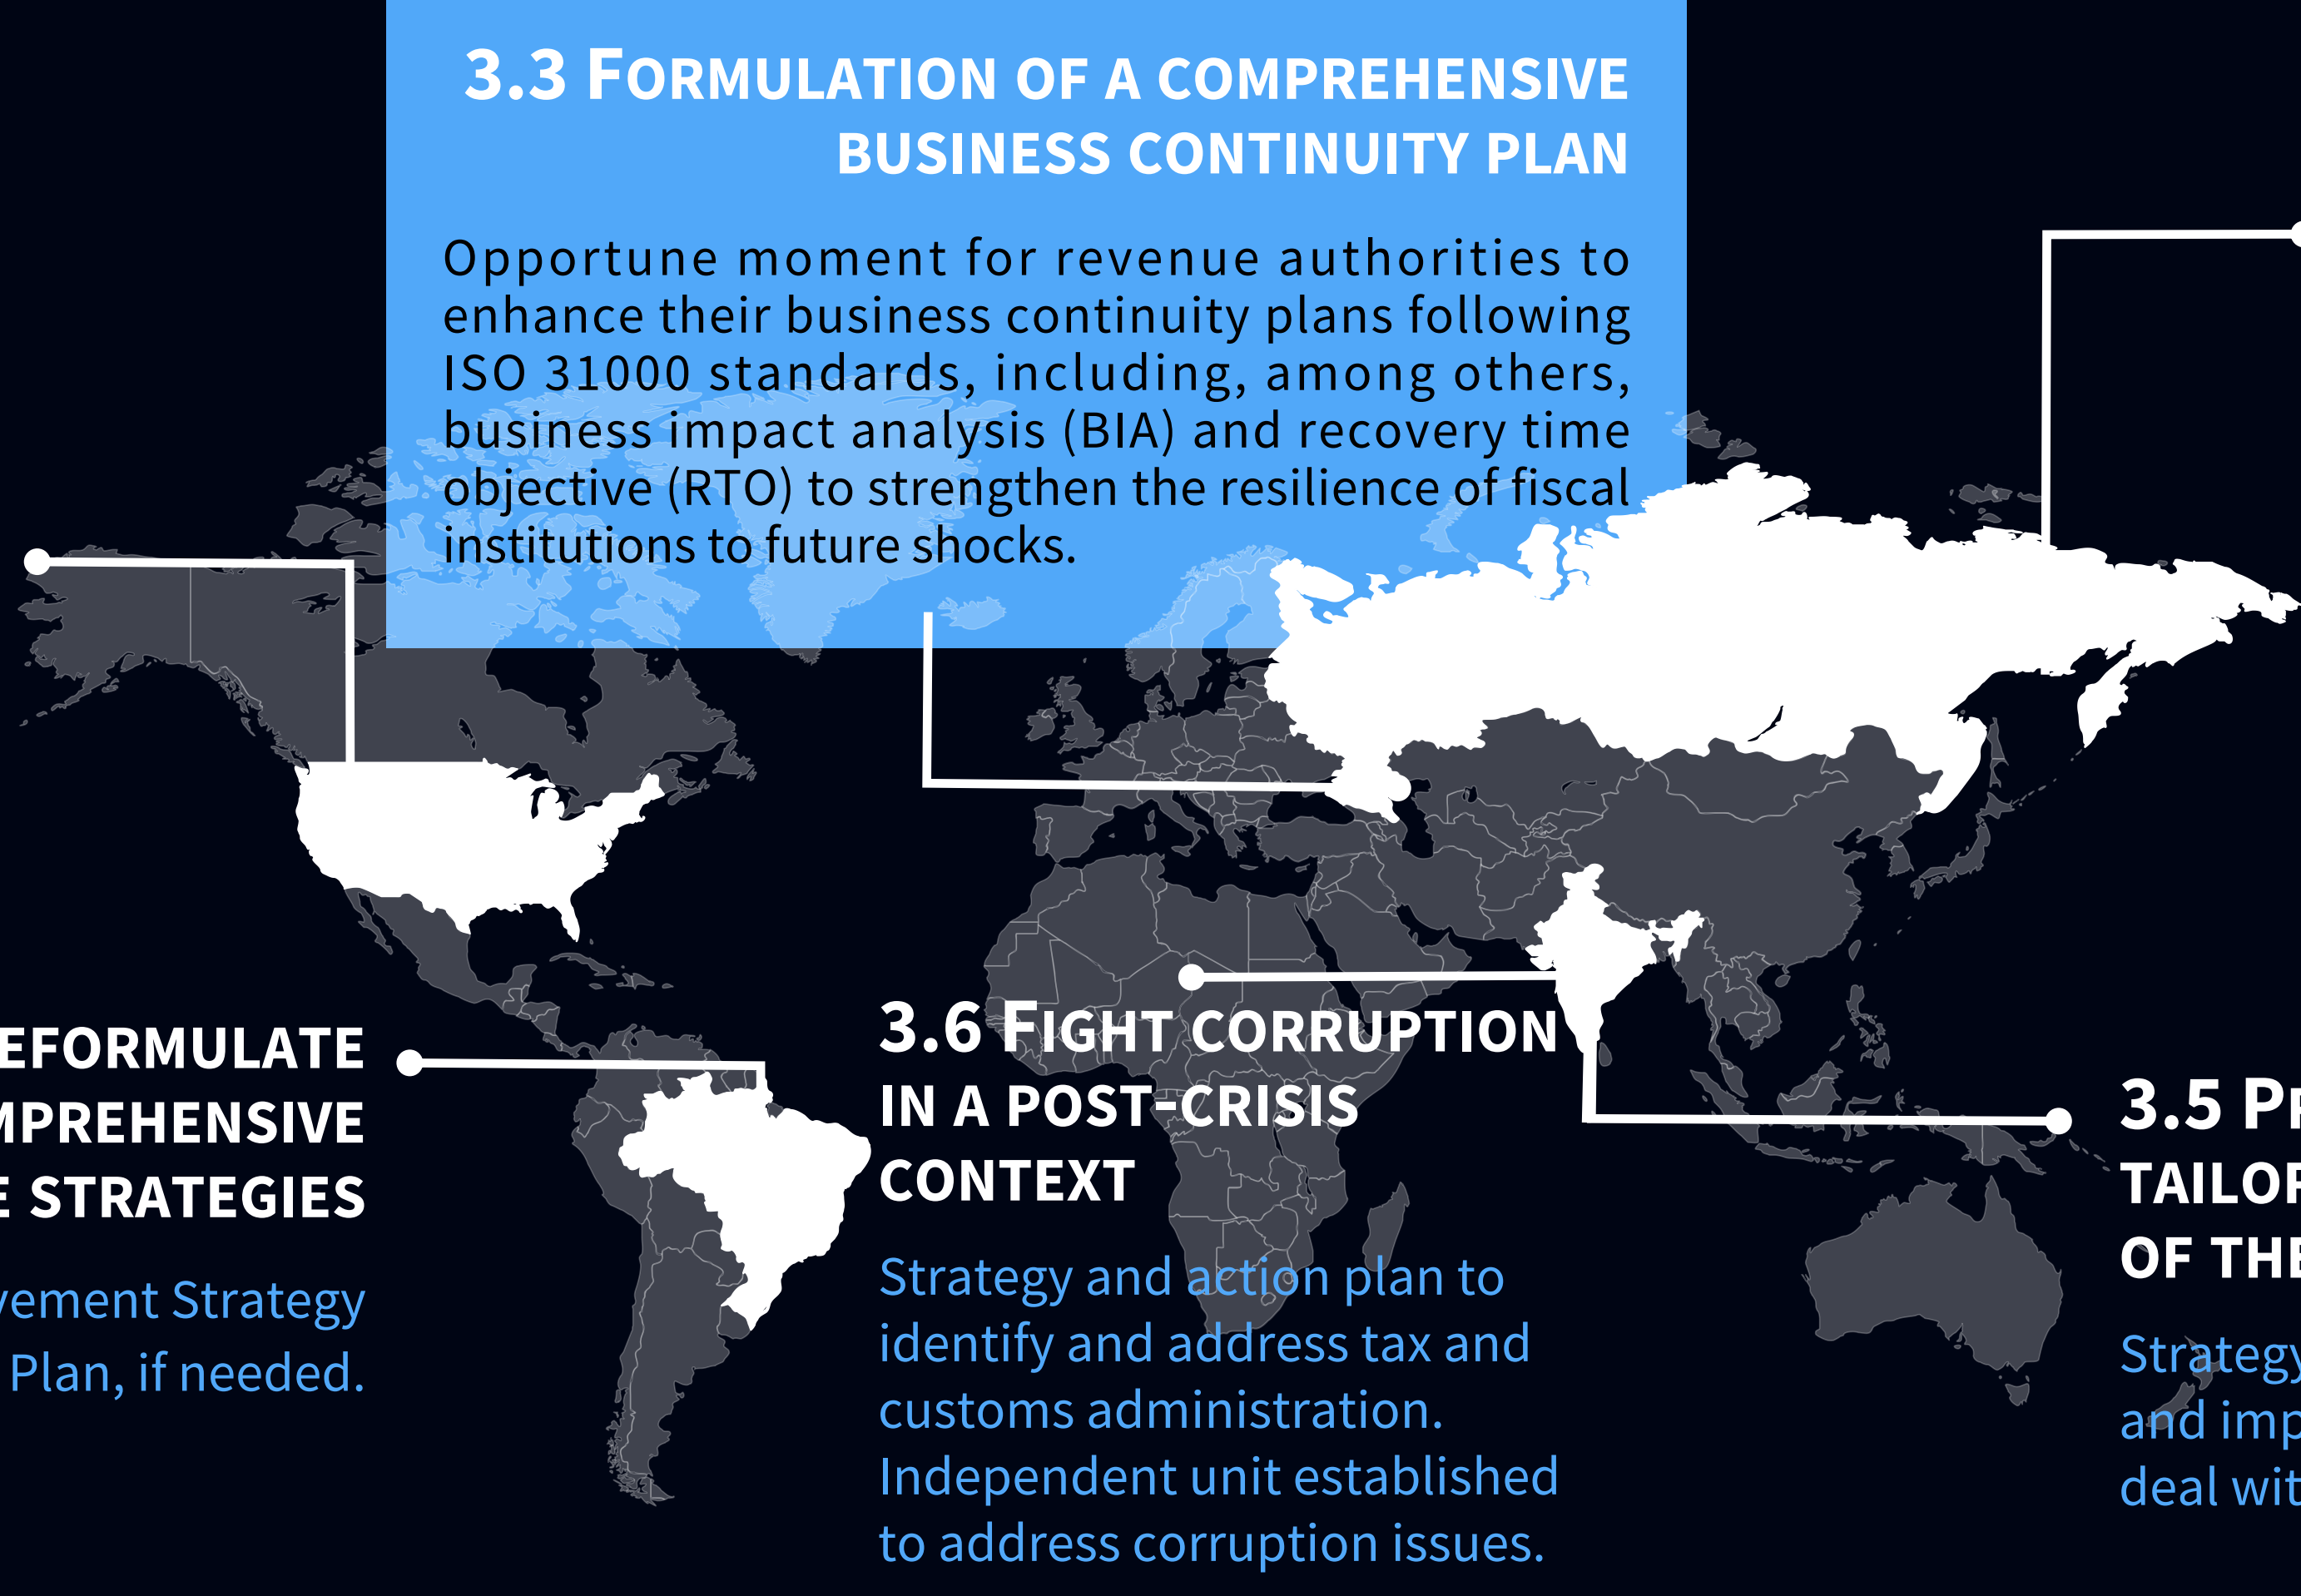 3.3 FORMULATION OF A COMPREHENSIVE
BUSINESS CONTINUITY PLAN
Opportune moment for revenue authorities to
enhance their business continuity plans following
ISO 31000 standards, including, among others,
business impact analysis (BIA) and recovery time
objective (RTO) to strengthen the resilience of fiscal
institutions to future shocks.
EFORMULATE
MPREHENSIVE
E STRATEGIES
vement Strategy
Plan, if needed.
3.6 FIGHT CORRUPTION
IN A POST-CRISIS
CONTEXT
Strategy and action plan to
identify and address tax and
customs administration.
Independent unit established
to address corruption issues.
3.5 PR
TAILOR
OF THE
Strategy
and imp
deal wit